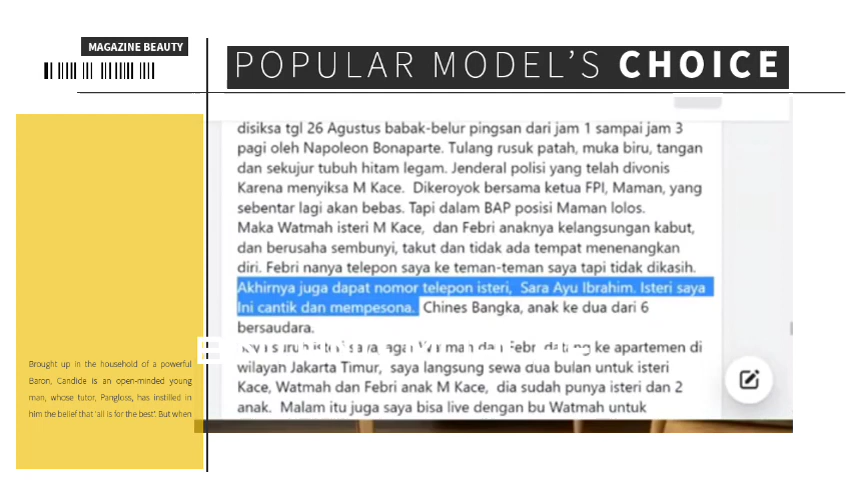 MAGAZINE BEAUTY
POPULAR MODEL'S CHOICE
disiksa tgl 26 Agustus babak-belur pingsan dari jam 1 sampai jam 3
pagi oleh Napoleon Bonaparte. Tulang rusuk patah, muka biru, tangan
dan sekujur tubuh hitam legam. Jenderal polisi yang telah divonis
Karena menyiksa M Kace. Dikeroyok bersama ketua FPI, Maman, yang
sebentar lagi akan bebas. Tapi dalam BAP posisi Maman lolos.
Maka Watmah isteri M Kace, dan Febri anaknya kelangsungan kabut,
dan berusaha sembunyi, takut dan tidak ada tempat menenangkan
diri. Febri nanya telepon saya ke teman-teman saya tapi tidak dikasih.
Akhirnya juga dapat nomor telepon isteri, Sara Ayu Ibrahim. Isteri saya
Ini cantik dan mempesona. Chines Bangka, anak ke dua dari 6
bersaudara.
ke apartemen di
wilayan Jakarta Timur, saya langsung sewa dua bulan untuk isteri
Kace, Watmah dan Febri anak M Kace, dia sudah punya isteri dan 2
anak. Malam itu juga saya bisa live dengan bu Watmah untuk
Brought up in the household of a powerful
Baron, Candide is an open-minded young
man, whose tutor, Pangloss, has instilled in
him the belief that 'all is for the best'. But when